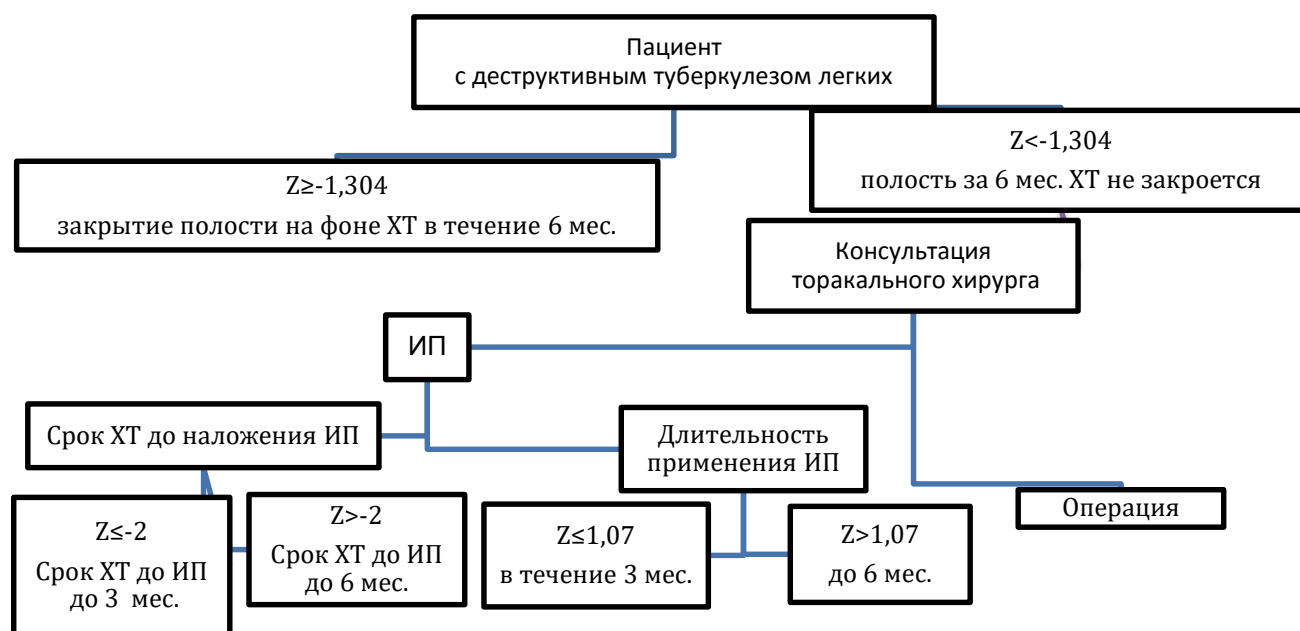 Пациент
с деструктивным туберкулезом легких
Z≥-1,304
закрытие полости на фоне ХТ в течение 6 мес.
Z<-1,304
полость за 6 мес. ХТ не закроется
Консультация
торакального хирурга
ИП
Срок ХТ до наложения ИП
Длительность
применения ИП
Операция
Z≤-2
Срок ХТ до ИП
до 3 мес.
Z>-2
Срок ХТ до ИП
до 6 мес.
Z≤1,07
в течение 3 мес.
Z>1,07
до 6 мес.